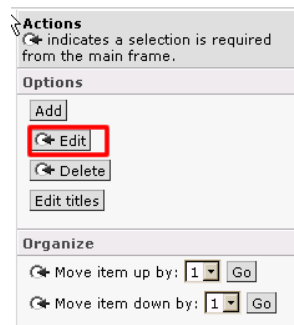 Actions
indicates a selection is required
from the main frame.
Options
Add
Edit
Delete
Edit titles
Organize
Move item up by: 1 Go
Move item down by: 1 Go